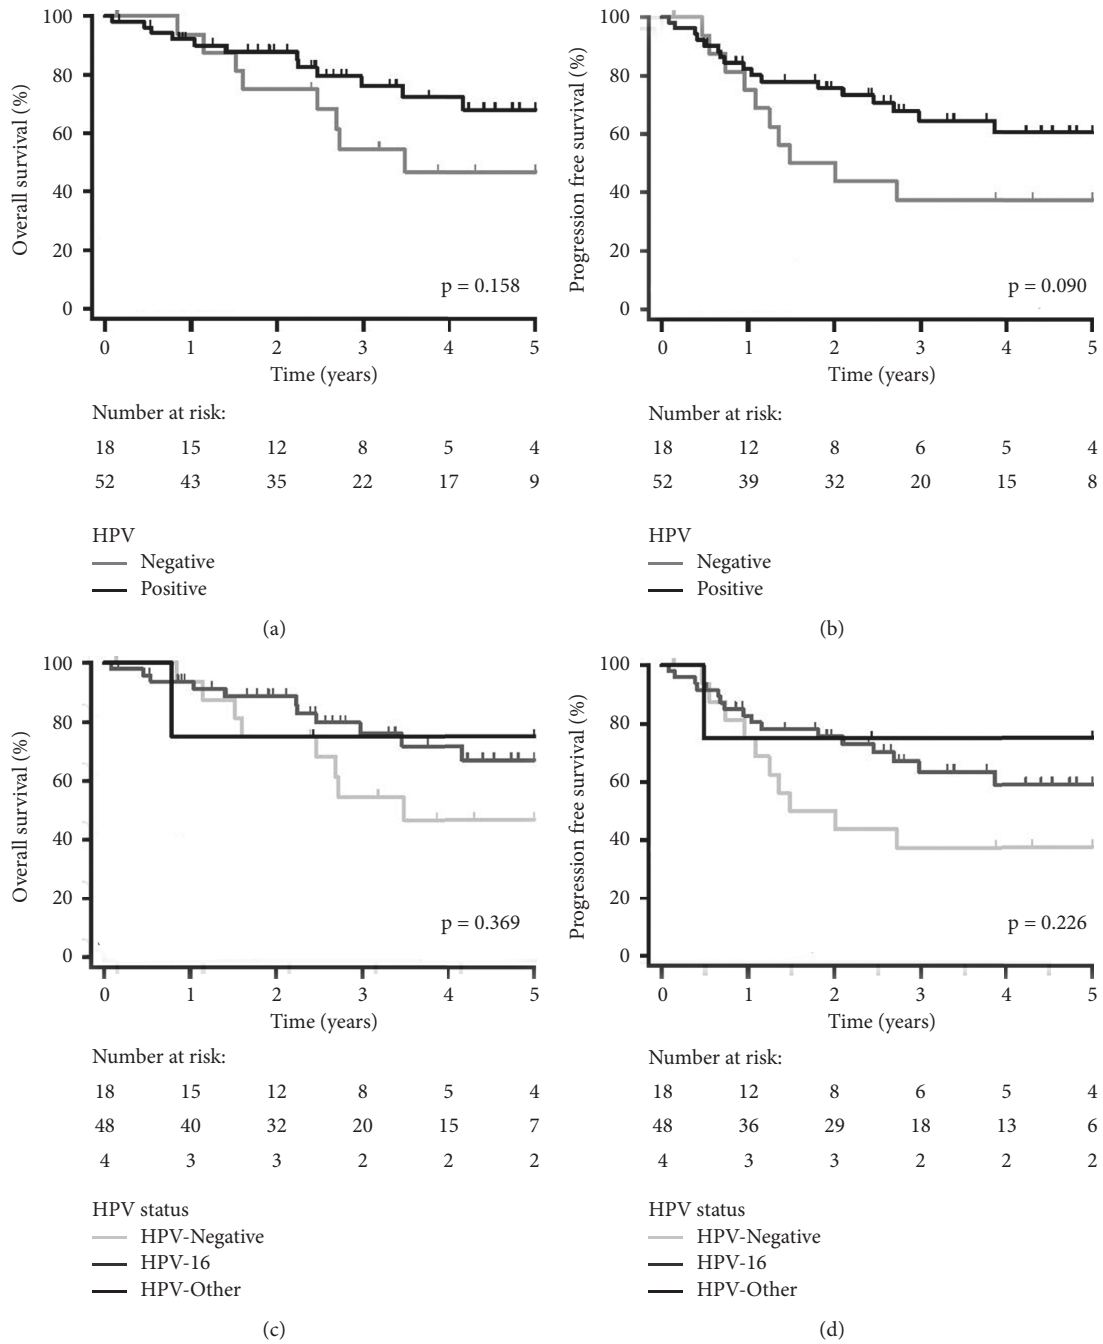 Overall survival (%)
100
80
60
40
20
0
p = 0.158
0 1 2 3 4 5
Time (years)
Number at risk:
18 15 12 8 5 4
52 43 35 22 17 9
HPV
Negative
Positive
(a)
Progression free survival (%)
100
80
60
40
20
0
p = 0.090
0 1 2 3 4 5
Time (years)
Number at risk:
18 12 8 6 5 4
52 39 32 20 15 8
HPV
Negative
Positive
(b)
Overall survival (%)
100
80
60
40
20
0
p = 0.369
0 1 2 3 4 5
Time (years)
Number at risk:
18 15 12 8 5 4
48 40 32 20 15 7
4 3 3 2 2 2
HPV status
HPV-Negative
HPV-16
HPV-Other
(c)
Progression free survival (%)
100
80
60
40
20
0
p = 0.226
0 1 2 3 4 5
Time (years)
Number at risk:
18 12 8 6 5 4
48 36 29 18 13 6
4 3 3 2 2 2
HPV status
HPV-Negative
HPV-16
HPV-Other
(d)